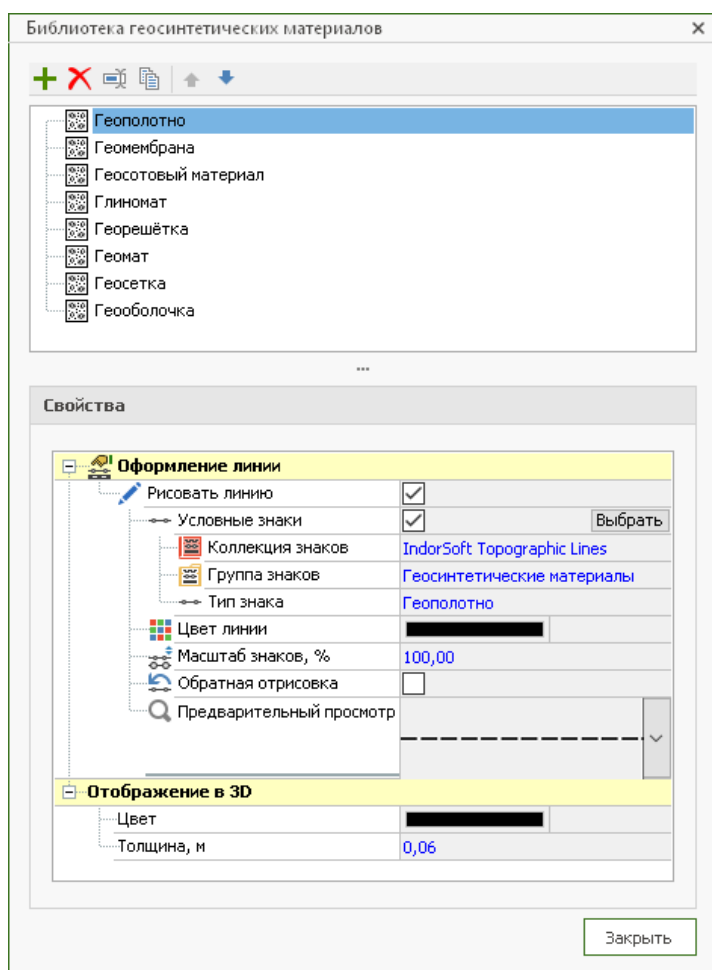 Библиотека геосинтетических материалов
Геополотно
Геомембрана
Геосотовый материал
Глиномат
Георешётка
Геомат
Геосетка
Геооболочка
Свойства
Оформление линии
Рисовать линию
Условные знаки Выбрать
Коллекция знаков IndorSoft Topographic Lines
Группа знаков Геосинтетические материалы
Тип знака Геополотно
Цвет линии
Масштаб знаков, % 100,00
Обратная отрисовка
Предварительный просмотр
Отображение в 3D
Цвет
Толщина, м 0,06
Закрыть